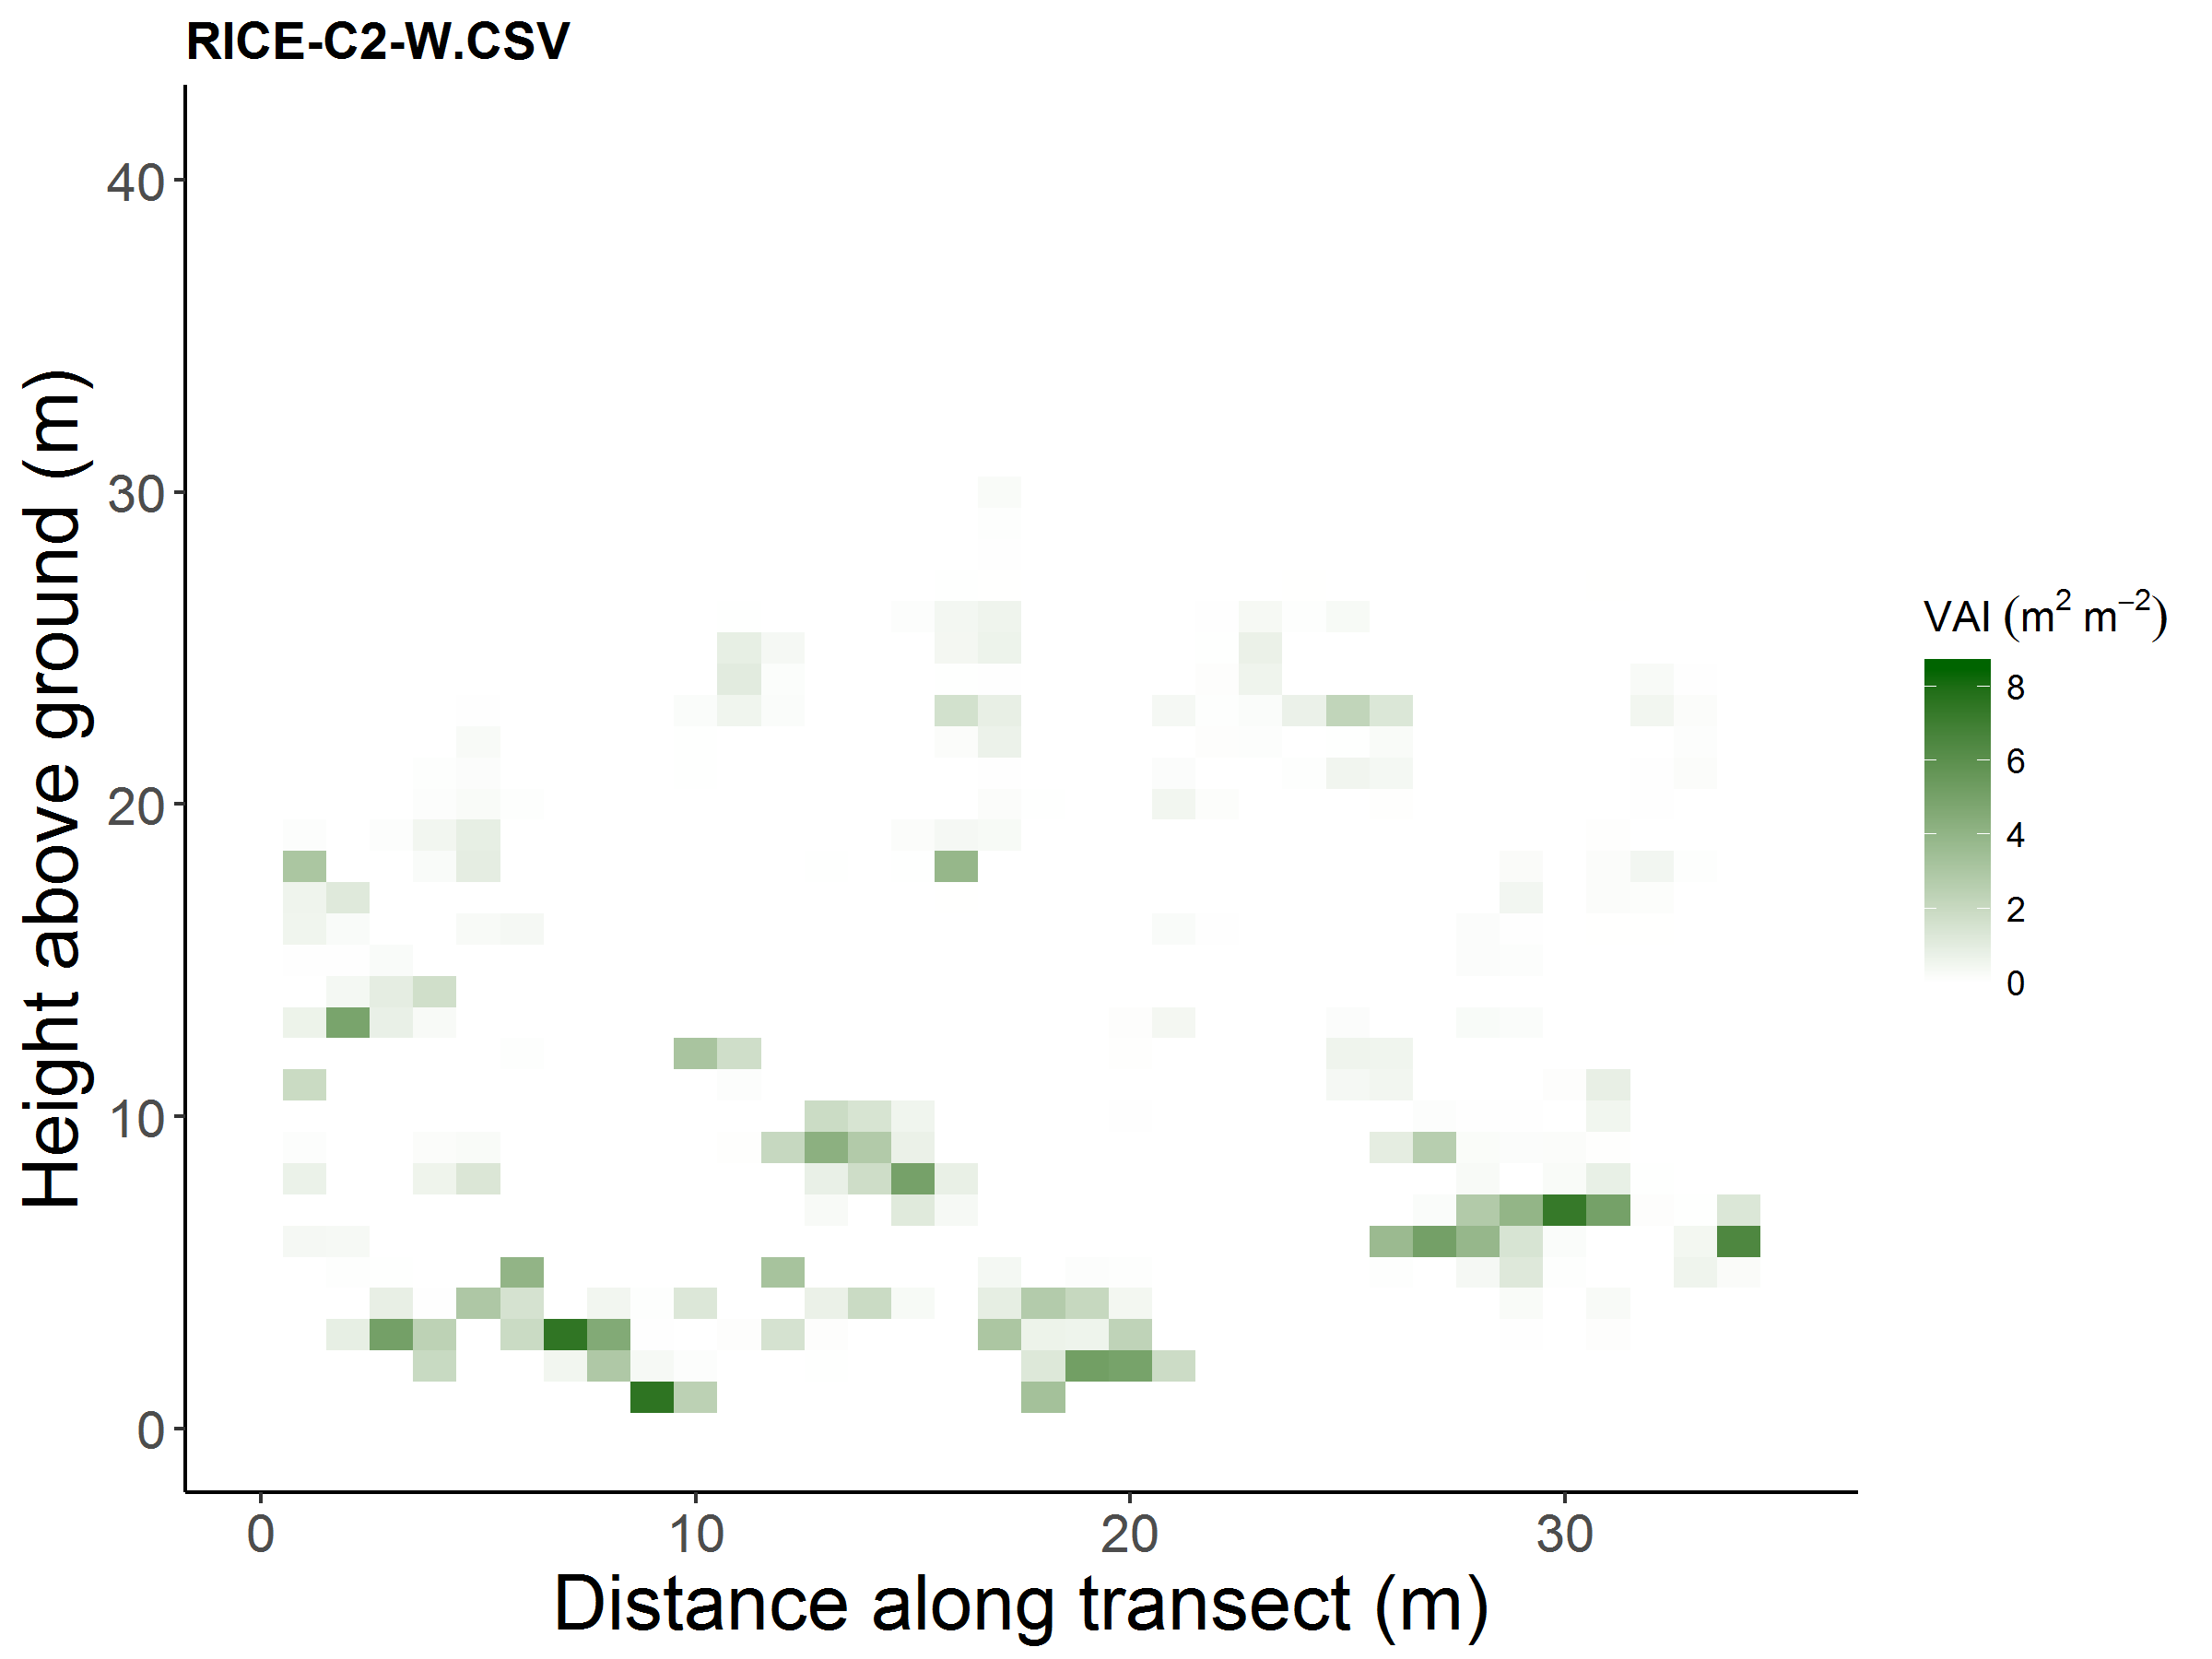 RICE-C2-W.CSV
Height above ground (m)
40
30
20
10
0
0 10 20 30
Distance along transect (m)
VAI (m² m⁻²)
8
6
4
2
0